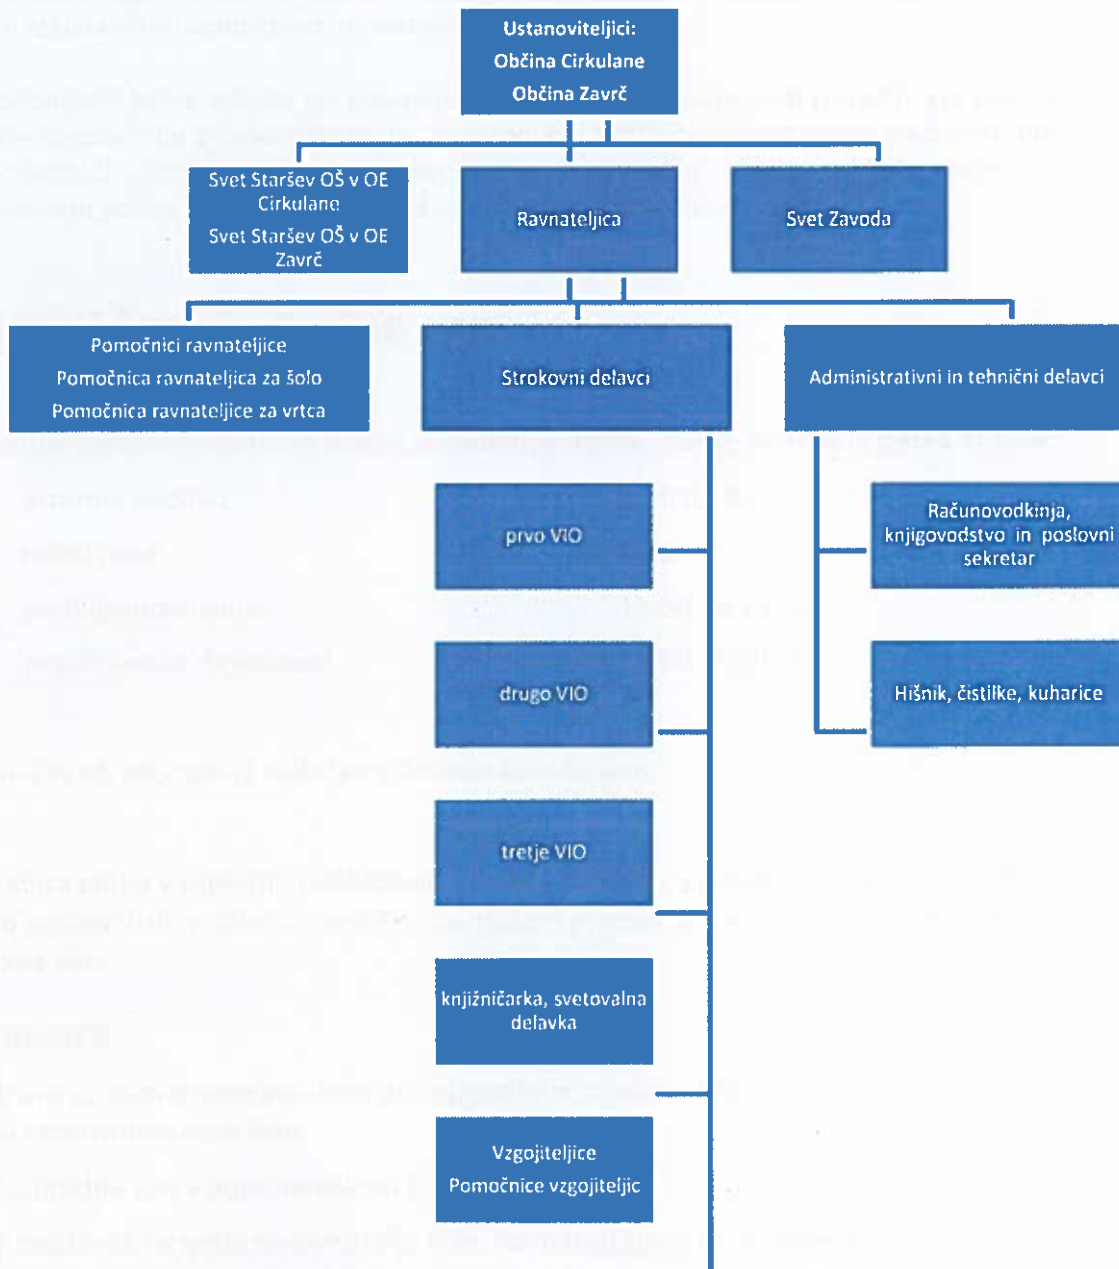 Ustanoviteljici:
Občina Cirkulane
Občina Zavrč
Svet Staršev OŠ v OE
Cirkulane
Svet Staršev OŠ v OE
Zavrč
Ravnateljica
Svet Zavoda
Pomočnici ravnateljice
Pomočnica ravnateljica za šolo
Pomočnica ravnateljice za vrtca
Strokovni delavci
Administrativni in tehnični delavci
prvo VIO
Računovodkinja,
knjigovodstvo in poslovni
sekretar
drugo VIO
Hišnik, čistilke, kuharice
tretje VIO
knjižničarka, svetovalna
delavka
Vzgojiteljice
Pomočnice vzgojiteljic